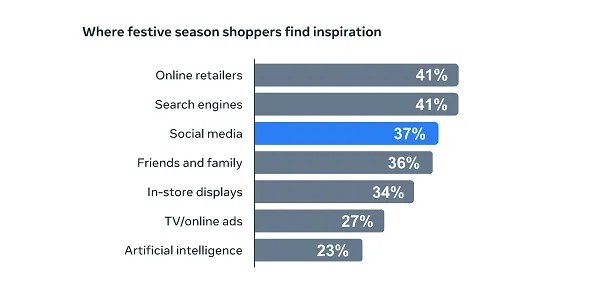 Where festive season shoppers find inspiration
Online retailers 41%
Search engines 41%
Social media 37%
Friends and family 36%
In-store displays 34%
TV/online ads 27%
Artificial intelligence 23%